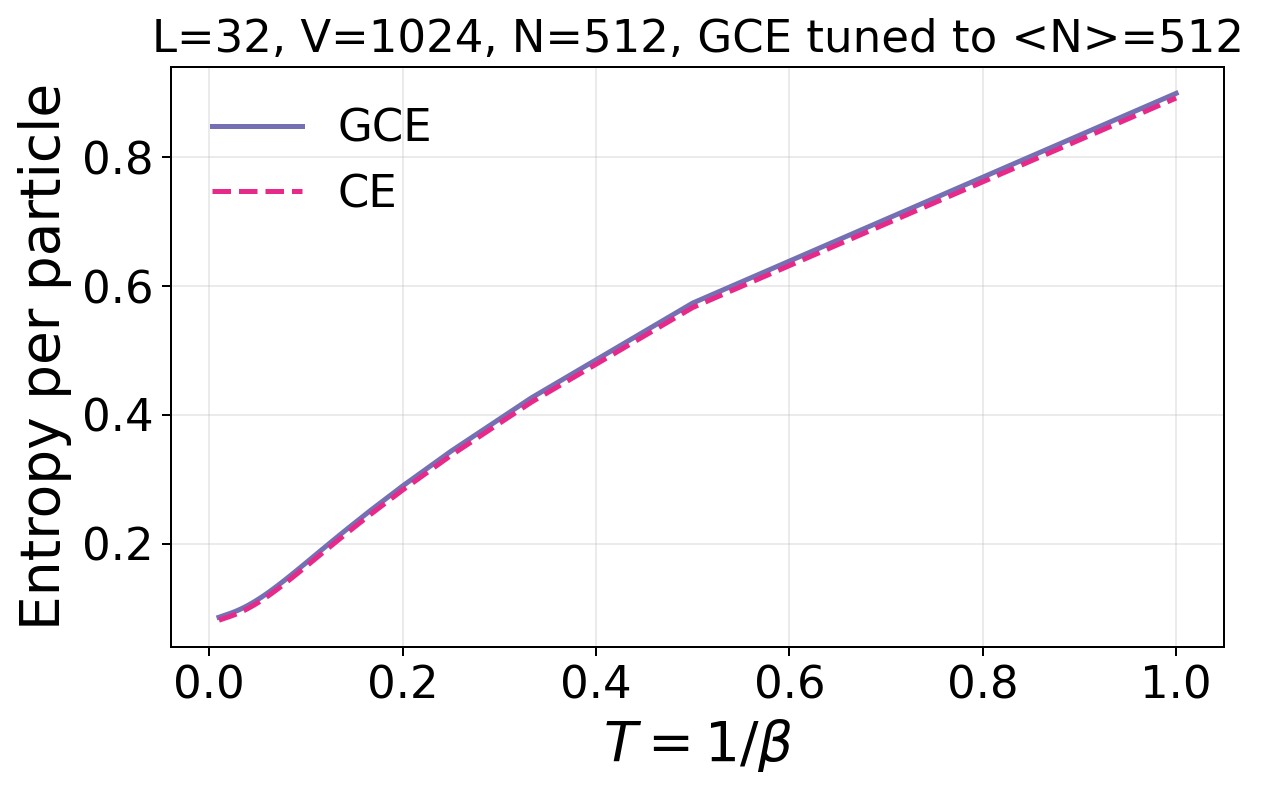 L=32, V=1024, N=512, GCE tuned to <N>=512
Entropy per particle
GCE
CE
0.8
0.6
0.4
0.2
0.0 0.2 0.4 0.6 0.8 1.0
T = 1/β